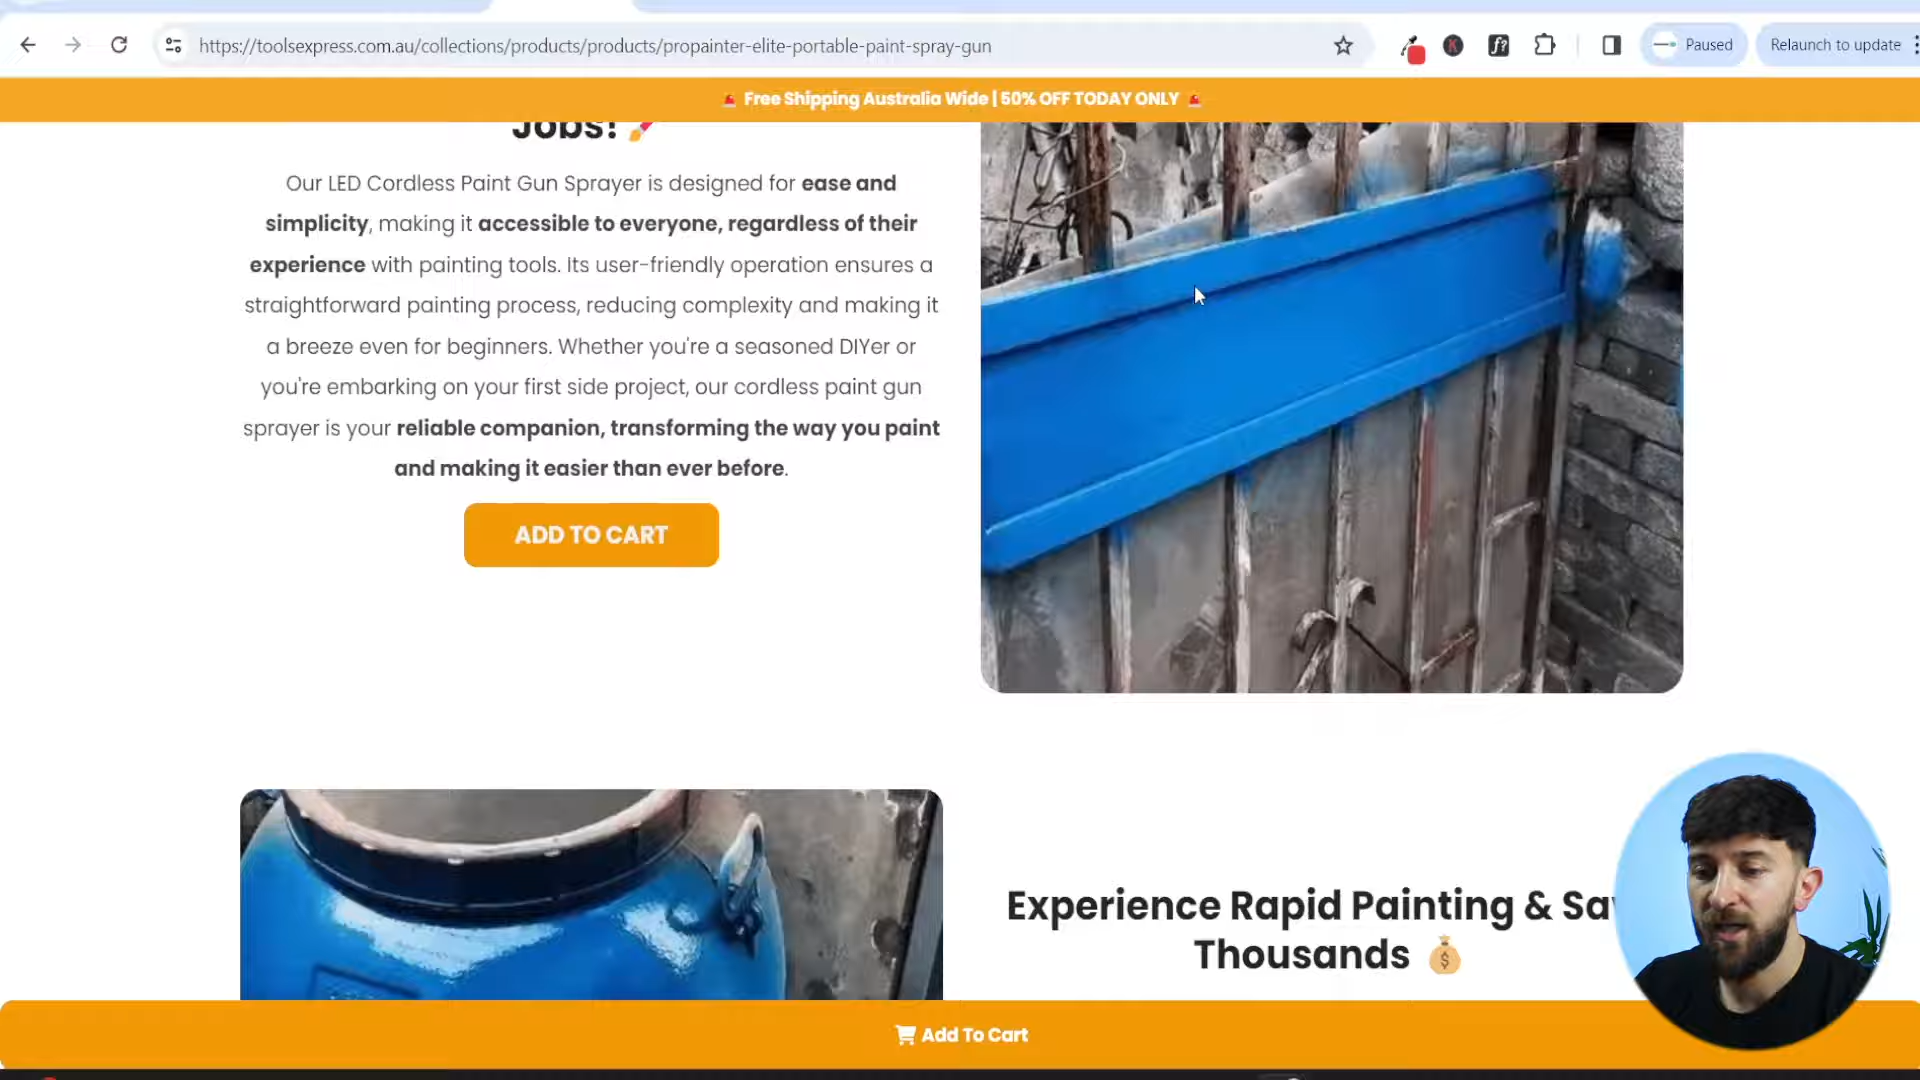 https://toolsexpress.com.au/collections/products/products/propainter-elite-portable-paint-spray-gun
Paused
Relaunch to update
Free Shipping Australia Wide | 50% OFF TODAY ONLY
Jobs!
Our LED Cordless Paint Gun Sprayer is designed for ease and
simplicity, making it accessible to everyone, regardless of their
experience with painting tools. Its user-friendly operation ensures a
straightforward painting process, reducing complexity and making it
a breeze even for beginners. Whether you're a seasoned DIYer or
you're embarking on your first side project, our cordless paint gun
sprayer is your reliable companion, transforming the way you paint
and making it easier than ever before.
ADD TO CART
Experience Rapid Painting & Sa
Thousands
Add To Cart